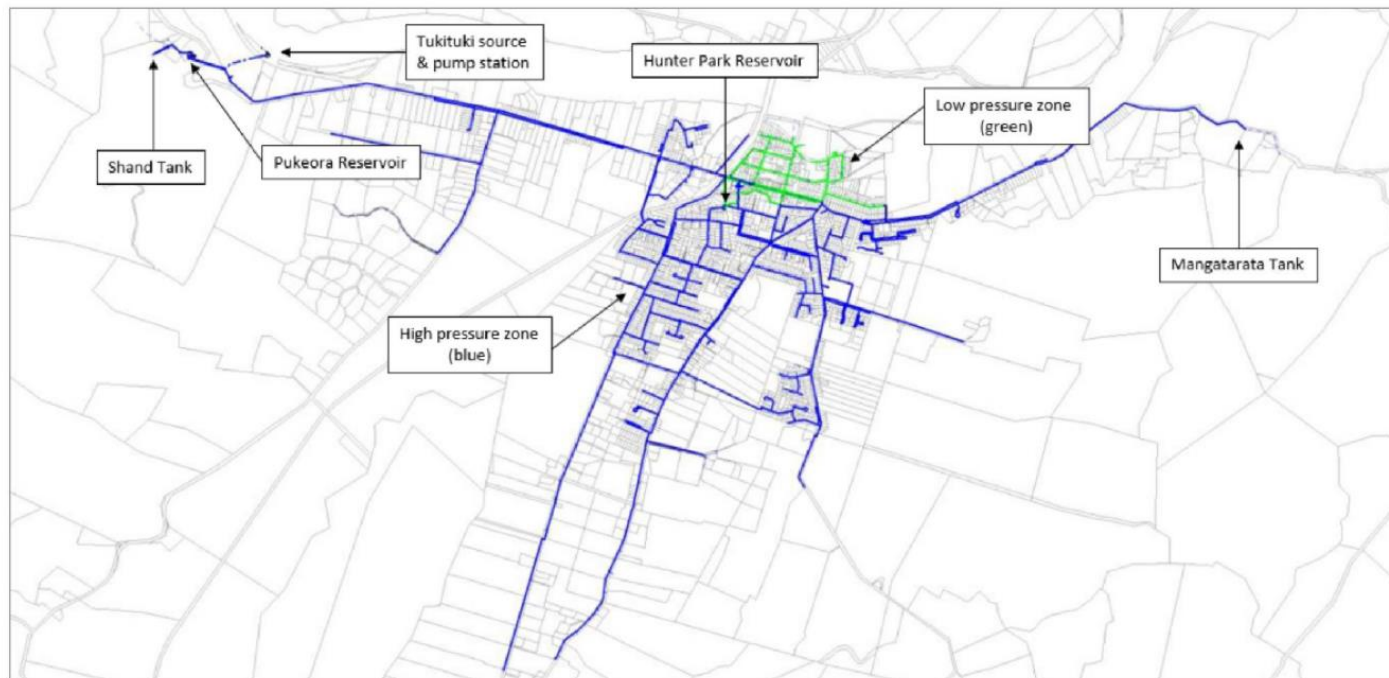 Tukituki source
& pump station
Hunter Park Reservoir
Low pressure zone
(green)
Shand Tank
Pukeora Reservoir
Mangatarata Tank
High pressure zone
(blue)